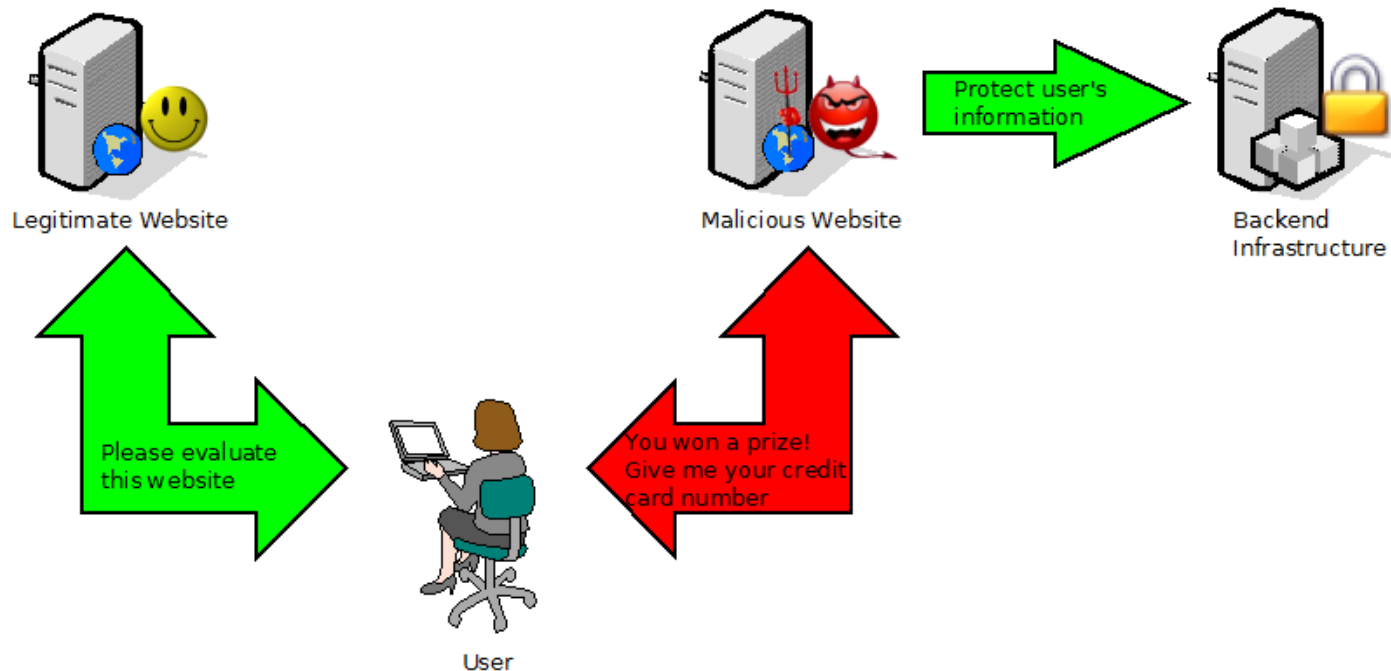 Protect user's
information
Legitimate Website
Malicious Website
Backend
Infrastructure
Please evaluate
this website
You won a prize!
Give me your credit
card number
User